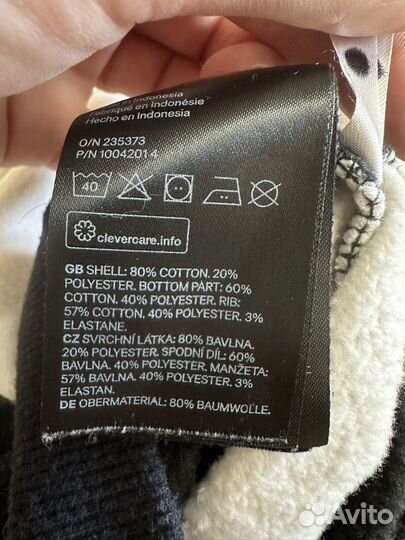 in Indonesia
Fabriqué en Indonésie
Hecho en Indonesia
O/N 235373
P/N 10042014
40
clevercare.info
GB SHELL: 80% COTTON. 20%
POLYESTER. BOTTOM PART: 60%
COTTON. 40% POLYESTER. RIB:
57% COTTON. 40% POLYESTER. 3%
ELASTANE.
CZ SVRCHNÍ LÁTKA: 80% BAVLNA.
20% POLYESTER. SPODNÍ DÍL: 60%
BAVLNA. 40% POLYESTER. MANŽETA:
57% BAVLNA. 40% POLYESTER. 3%
ELASTAN.
DE OBERMATERIAL: 80% BAUMWOLLE.
Avito